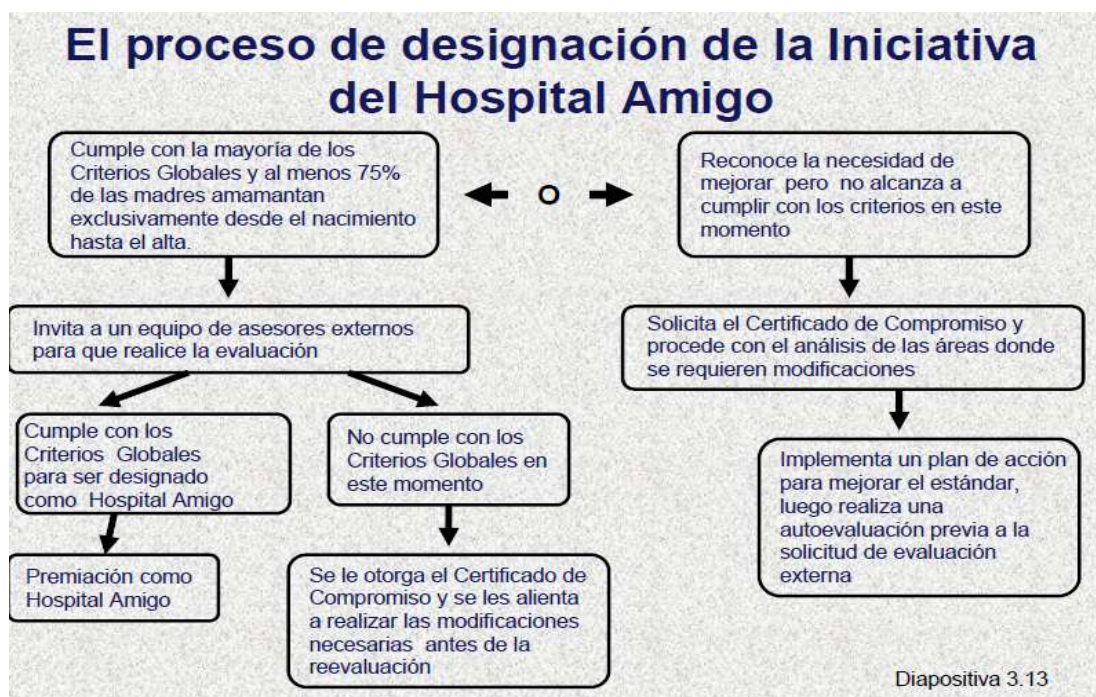 El proceso de designación de la Iniciativa
del Hospital Amigo
Cumple con la mayoría de los
Criterios Globales y al menos 75%
de las madres amamantan
exclusivamente desde el nacimiento
hasta el alta.
O
Reconoce la necesidad de
mejorar pero no alcanza a
cumplir con los criterios en este
momento
Invita a un equipo de asesores externos
para que realice la evaluación
Solicita el Certificado de Compromiso y
procede con el análisis de las áreas donde
se requieren modificaciones
Cumple con los
Criterios Globales
para ser designado
como Hospital Amigo
No cumple con los
Criterios Globales en
este momento
Implementa un plan de acción
para mejorar el estándar,
luego realiza una
autoevaluación previa a la
solicitud de evaluación
externa
Premiación como
Hospital Amigo
Se le otorga el Certificado de
Compromiso y se les alienta
a realizar las modificaciones
necesarias antes de la
reevaluación
Diapositiva 3.13